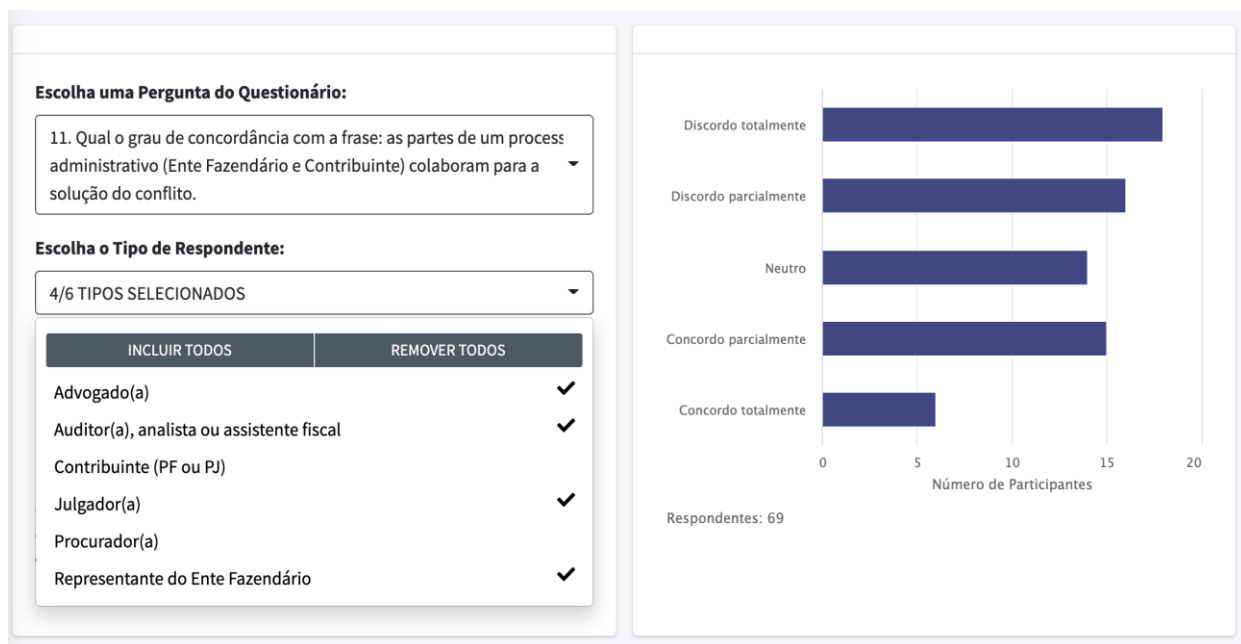 Escolha uma Pergunta do Questionário:
11. Qual o grau de concordância com a frase: as partes de um process
administrativo (Ente Fazendário e Contribuinte) colaboram para a
solução do conflito.
Escolha o Tipo de Respondente:
4/6 TIPOS SELECIONADOS
INCLUIR TODOS
REMOVER TODOS
Advogado(a)
Auditor(a), analista ou assistente fiscal
Contribuinte (PF ou PJ)
Julgador(a)
Procurador(a)
Representante do Ente Fazendário
Discordo totalmente
Discordo parcialmente
Neutro
Concordo parcialmente
Concordo totalmente
0 5 10 15 20
Número de Participantes
Respondentes: 69